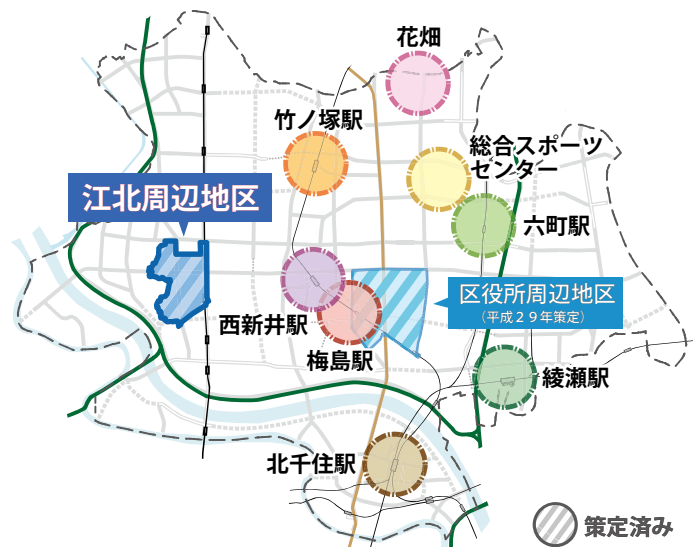 花畑
竹ノ塚駅
総合スポーツ
センター
江北周辺地区
六町駅
区役所周辺地区
（平成２９年策定）
西新井駅
梅島駅
綾瀬駅
北千住駅
策定済み